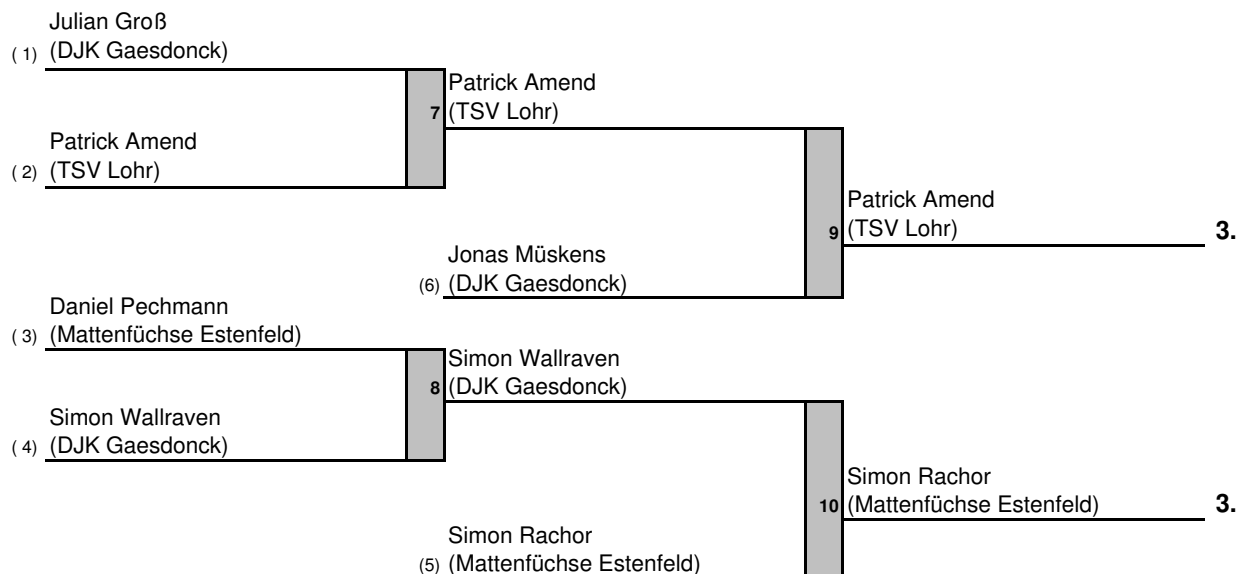 Julian Groß
( 1) (DJK Gaesdonck)
Patrick Amend
7 (TSV Lohr)
Patrick Amend
( 2) (TSV Lohr)
Patrick Amend
9 (TSV Lohr) 3.
Jonas Müskens
(6) (DJK Gaesdonck)
Daniel Pechmann
( 3) (Mattenfüchse Estenfeld)
Simon Wallraven
8 (DJK Gaesdonck)
Simon Wallraven
( 4) (DJK Gaesdonck)
Simon Rachor
10 (Mattenfüchse Estenfeld) 3.
Simon Rachor
(5) (Mattenfüchse Estenfeld)